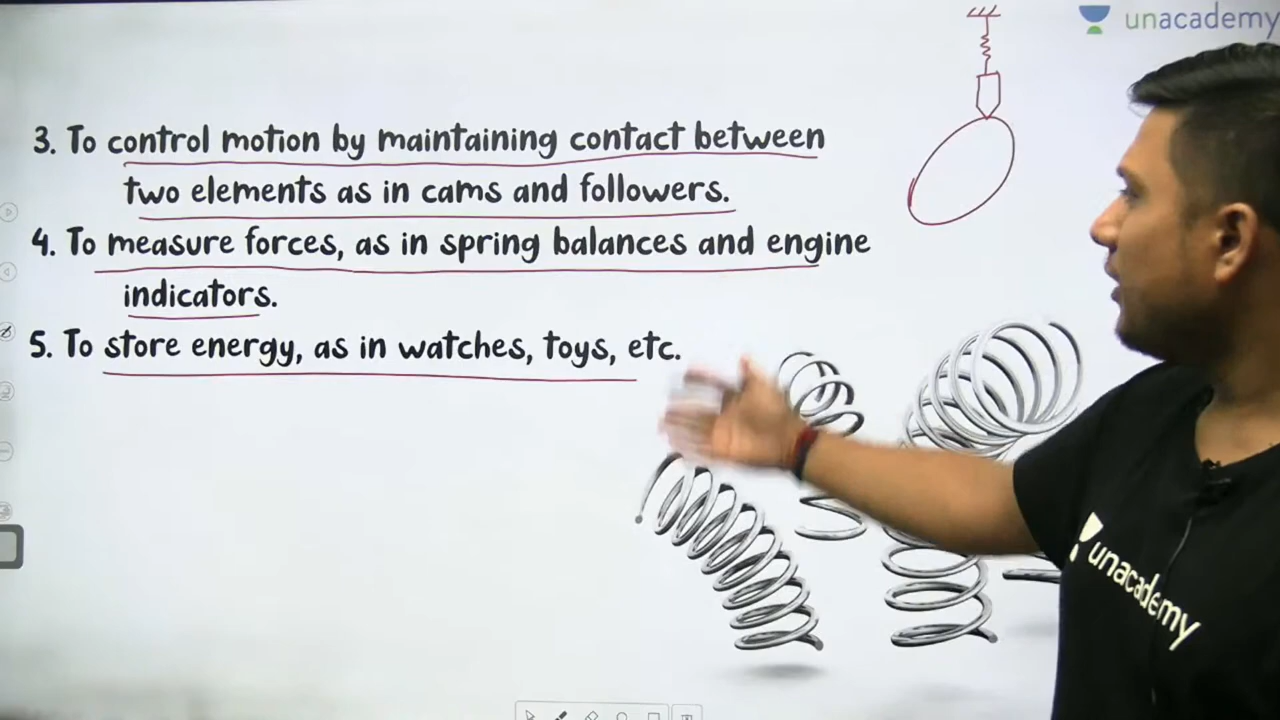 unacademy
3. To control motion by maintaining contact between
two elements as in cams and followers.
4. To measure forces, as in spring balances and engine
indicators.
5. To store energy, as in watches, toys, etc.
unacademy